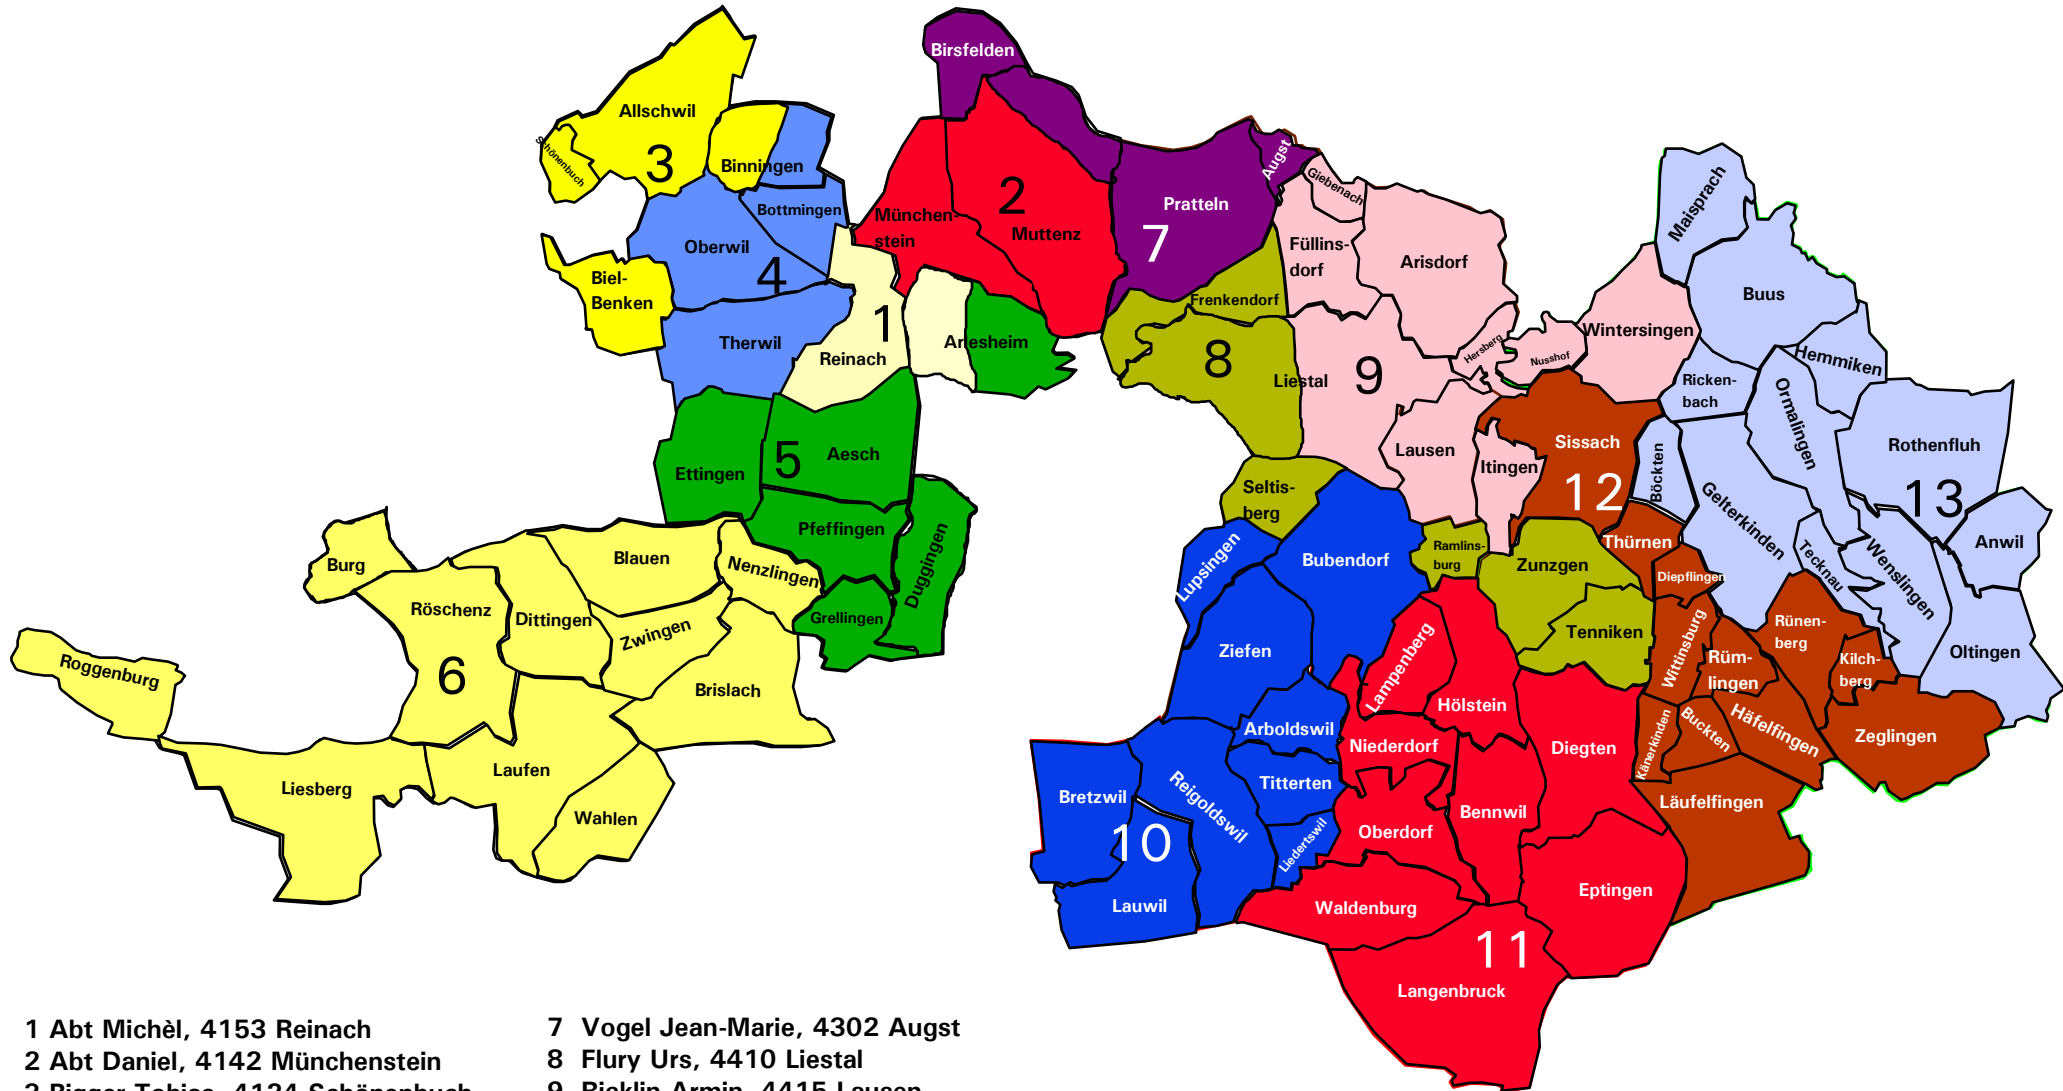 Birsfelden
Allschwil
3
Schönenbuch
Binningen
Bottmingen
Oberwil
4
Biel-
Benken
Therwil
München-
stein
2
Muttenz
Pratteln
7
Augst
Giebenach
Füllins-
dorf
Arisdorf
Maisprach
Buus
Wintersingen
Hemmiken
Nusshof
Hersberg
Frenkendorf
8
Liestal
9
1
Reinach
Arlesheim
Ricken-
bach
Ormalingen
Rothenfluh
13
Lausen
Itingen
Sissach
12
Böckten
Gelterkinden
Ettingen
5
Aesch
Pfeffingen
Duggingen
Grellingen
Seltis-
berg
Lupsingen
Bubendorf
Ramlins-
burg
Zunzgen
Thürnen
Diepflingen
Tecknau
Wenslingen
Anwil
Oltingen
Burg
Röschenz
6
Dittingen
Blauen
Nenzlingen
Zwingen
Brislach
Roggenburg
Liesberg
Laufen
Wahlen
Ziefen
Lampenberg
Hölstein
Tenniken
Wittinsburg
Rüm-
lingen
Rünen-
berg
Kilch-
berg
Zeglingen
Arboldswil
Niederdorf
Diegten
Känerkinden
Buckten
Häfelfingen
Läufelfingen
Bretzwil
10
Reigoldswil
Titterten
Liedertswil
Oberdorf
Bennwil
Eptingen
Lauwil
Waldenburg
11
Langenbruck
1 Abt Michèl, 4153 Reinach
2 Abt Daniel, 4142 Münchenstein
7 Vogel Jean-Marie, 4302 Augst
8 Flury Urs, 4410 Liestal